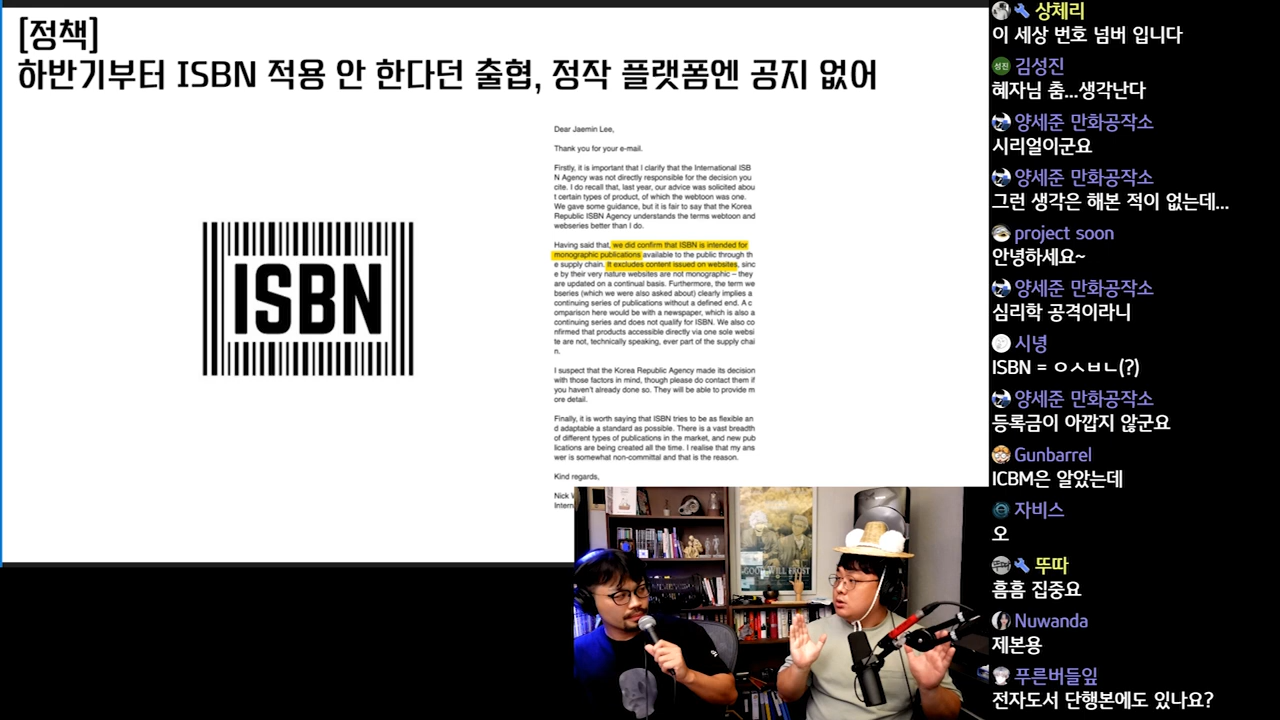 [정책]
하반기부터 ISBN 적용 안 한다던 출협, 정작 플랫폼엔 공지 없어
ISBN
Dear Jaemin Lee,
Thank you for your e-mail.
Firstly, it is important that I clarify that the International ISB
N Agency was not directly responsible for the decision you
cite. I do recall that, last year, our advice was solicited abou
t certain types of product, of which the webtoon was one.
We gave some guidance, but it is fair to say that the Korea
Republic ISBN Agency understands the terms webtoon and
webseries better than I do.
Having said that, we did confirm that ISBN is intended for
monographic publications available to the public through th
e supply chain. It excludes content issued on websites, sinc
e by their very nature websites are not monographic – they
are updated on a continual basis. Furthermore, the term we
bseries (which we were also asked about) clearly implies a
continuing series of publications without a defined end. A c
omparison here would be with a newspaper, which is also a
continuing series and does not qualify for ISBN. We also co
nfirmed that products accessible directly via one sole websi
te are not, technically speaking, ever part of the supply chai
n.
I suspect that the Korea Republic Agency made its decision
with those factors in mind, though please do contact them if
you haven't already done so. They will be able to provide m
ore detail.
Finally, it is worth saying that ISBN tries to be as flexible an
d adaptable a standard as possible. There is a vast breadth
of different types of publications in the market, and new pub
lications are being created all the time. I realise that my ans
wer is somewhat non-committal and that is the reason.
Kind regards,
Nick
Intern
GOOD WILL
상체리
이 세상 번호 넘버 입니다
성진 김성진
혜자님 춤...생각난다
양세준 만화공작소
시리얼이군요
양세준 만화공작소
그런 생각은 해본 적이 없는데...
project soon
안녕하세요~
양세준 만화공작소
심리학 공격이라니
시녕
ISBN = ㅇㅅㅂㄴ(?)
양세준 만화공작소
등록금이 아깝지 않군요
Gunbarrel
ICBM은 알았는데
자비스
오
뚜따 뚜따
흠흠 집중요
Nuwanda
제본용
푸른버들잎
전자도서 단행본에도 있나요?